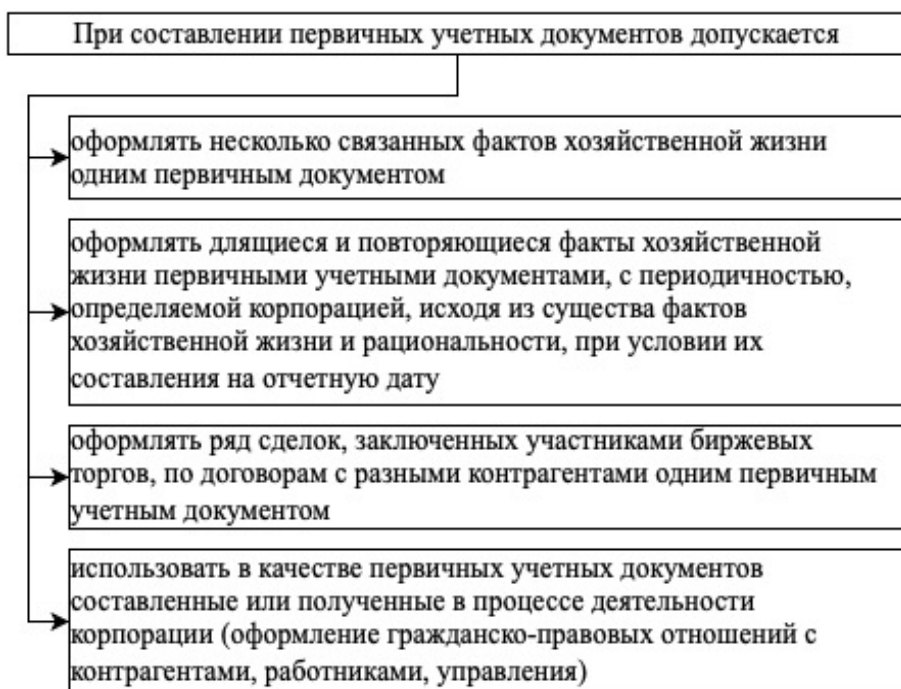 При составлении первичных учетных документов допускается
оформлять несколько связанных фактов хозяйственной жизни
одним первичным документом
оформлять длящиеся и повторяющиеся факты хозяйственной
жизни первичными учетными документами, с периодичностью,
определяемой корпорацией, исходя из существа фактов
хозяйственной жизни и рациональности, при условии их
составления на отчетную дату
оформлять ряд сделок, заключенных участниками биржевых
торгов, по договорам с разными контрагентами одним первичным
учетным документом
использовать в качестве первичных учетных документов
составленные или полученные в процессе деятельности
корпорации (оформление гражданско-правовых отношений с
контрагентами, работниками, управления)